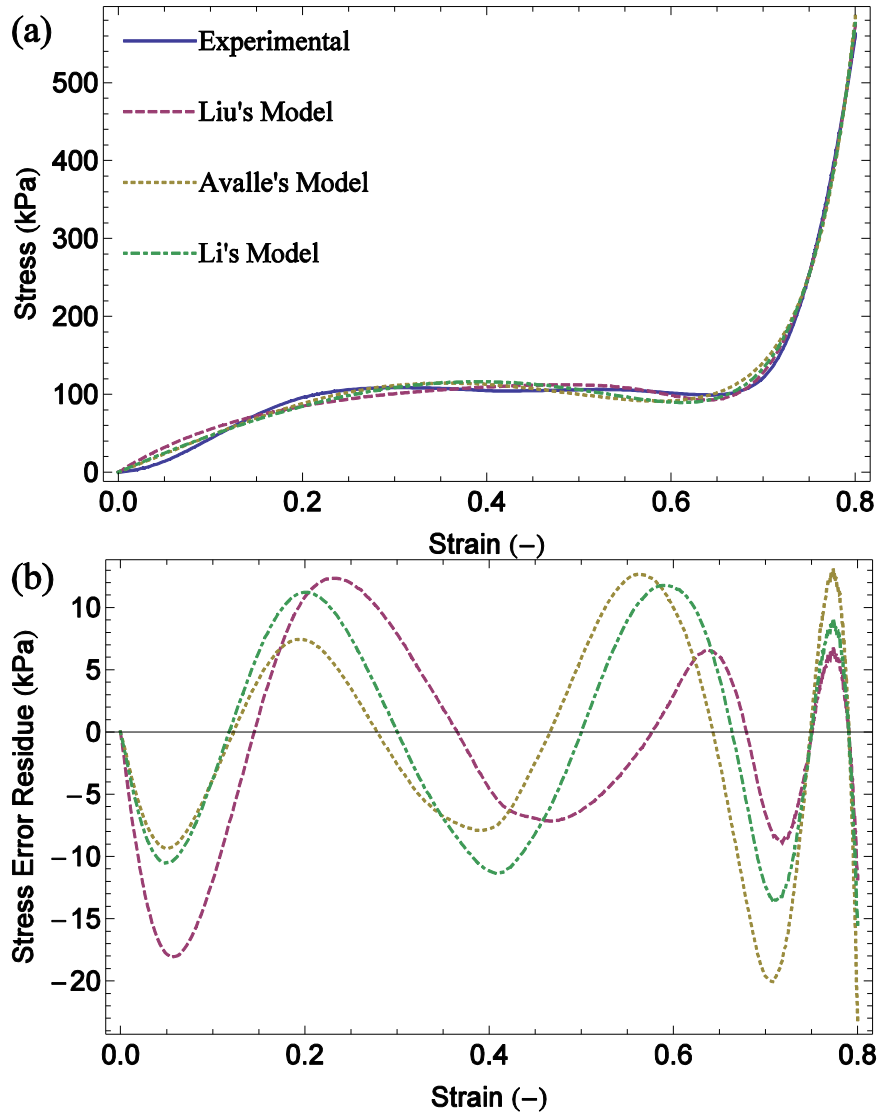 (a)
Experimental
Liu's Model
Avalle's Model
Li's Model
Stress (kPa)
500
400
300
200
100
0
0.0 0.2 0.4 0.6 0.8
Strain (−)
(b)
Stress Error Residue (kPa)
10
5
0
−5
−10
−15
−20
0.0 0.2 0.4 0.6 0.8
Strain (−)